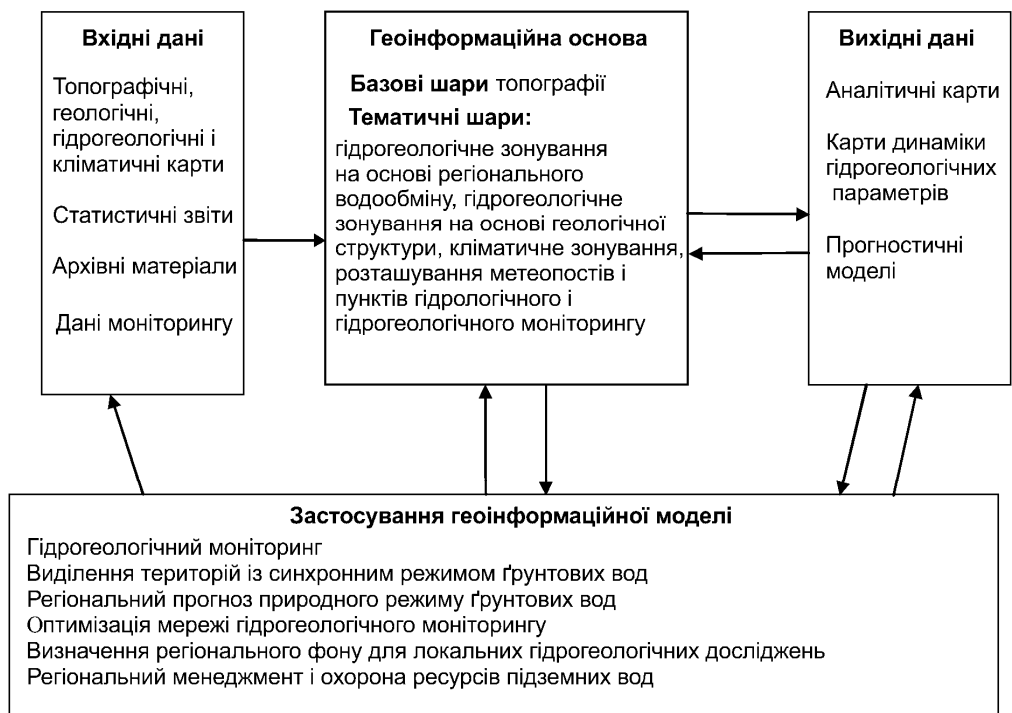 Вхідні дані
Топографічні,
геологічні,
гідрогеологічні і
кліматичні карти
Статистичні звіти
Архівні матеріали
Дані моніторингу
Геоінформаційна основа
Базові шари топографії
Тематичні шари:
гідрогеологічне зонування
на основі регіонального
водообміну, гідрогеологічне
зонування на основі геологічної
структури, кліматичне зонування,
розташування метеопостів і
пунктів гідрологічного і
гідрогеологічного моніторингу
Вихідні дані
Аналітичні карти
Карти динаміки
гідрогеологічних
параметрів
Прогностичні
моделі
Застосування геоінформаційної моделі
Гідрогеологічний моніторинг
Виділення територій із синхронним режимом ґрунтових вод
Регіональний прогноз природного режиму ґрунтових вод
Оптимізація мережі гідрогеологічного моніторингу
Визначення регіонального фону для локальних гідрогеологічних досліджень
Регіональний менеджмент і охорона ресурсів підземних вод